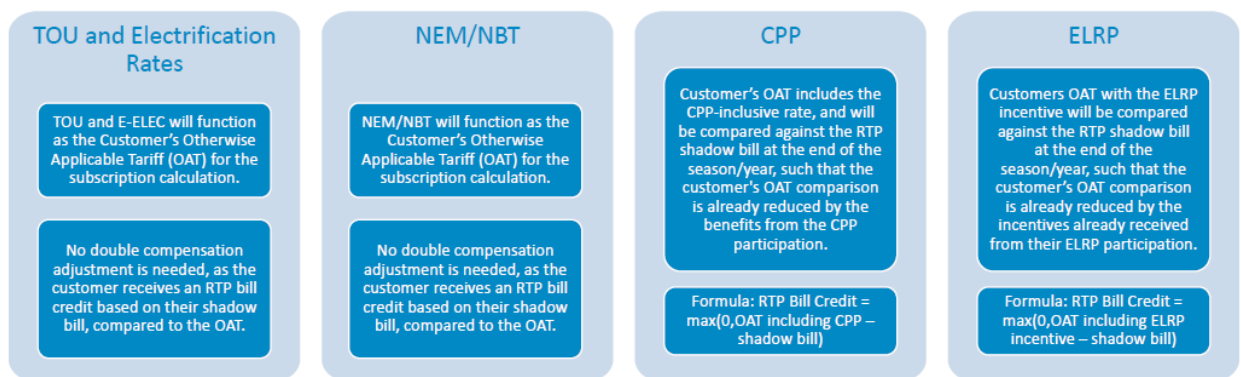 TOU and Electrification
Rates
TOU and E-ELEC will function
as the Customer's Otherwise
Applicable Tariff (OAT) for the
subscription calculation.
No double compensation
adjustment is needed, as the
customer receives an RTP bill
credit based on their shadow
bill, compared to the OAT.
NEM/NBT
NEM/NBT will function as the
Customer's Otherwise
Applicable Tariff (OAT) for the
subscription calculation.
No double compensation
adjustment is needed, as the
customer receives an RTP bill
credit based on their shadow
bill, compared to the OAT.
CPP
Customer's OAT includes the
CPP-inclusive rate, and will
be compared against the RTP
shadow bill at the end of the
season/year, such that the
customer's OAT comparison
is already reduced by the
benefits from the CPP
participation.
Formula: RTP Bill Credit =
max(0,OAT including CPP –
shadow bill)
ELRP
Customers OAT with the ELRP
incentive will be compared
against the RTP shadow bill
at the end of the
season/year, such that the
customer's OAT comparison
is already reduced by the
incentives already received
from their ELRP participation.
Formula: RTP Bill Credit =
max(0,OAT including ELRP
incentive – shadow bill)